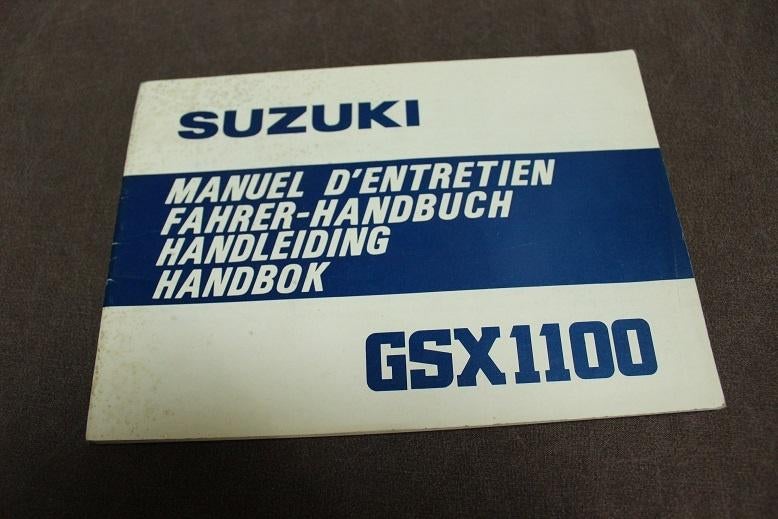 SUZUKI
MANUEL D'ENTRETIEN
FAHRER-HANDBUCH
HANDLEIDING
HANDBOK
GSX1100